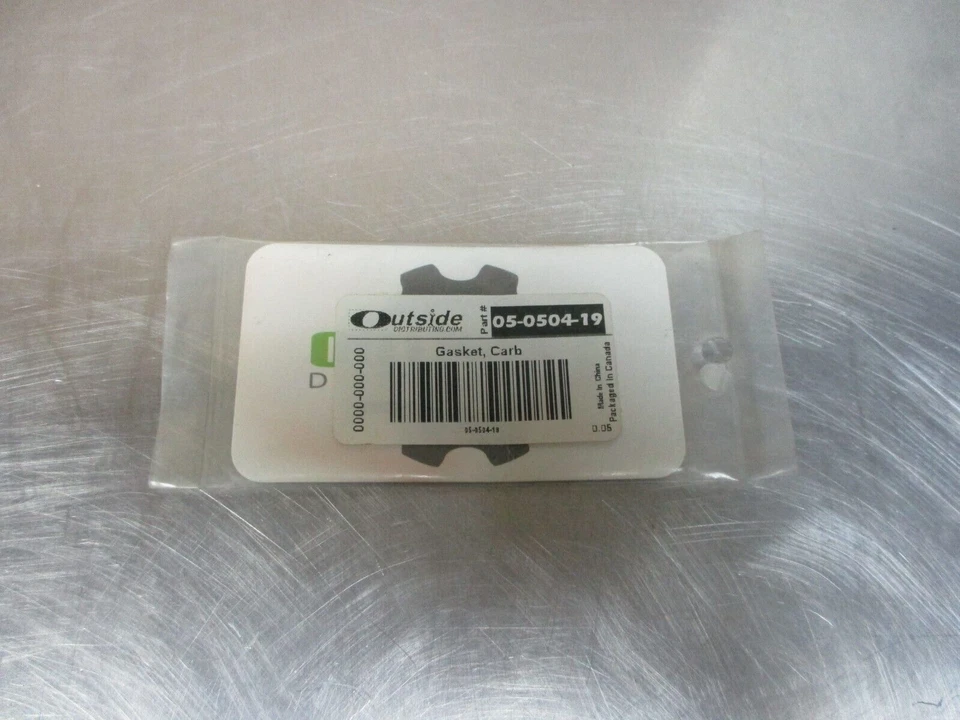 Outside
DISTRIBUTING.COM
Part #
05-0504-19
Gasket, Carb
0000-000-000
05-0504-19
Made In China
Packaged in Canada
0.05
D